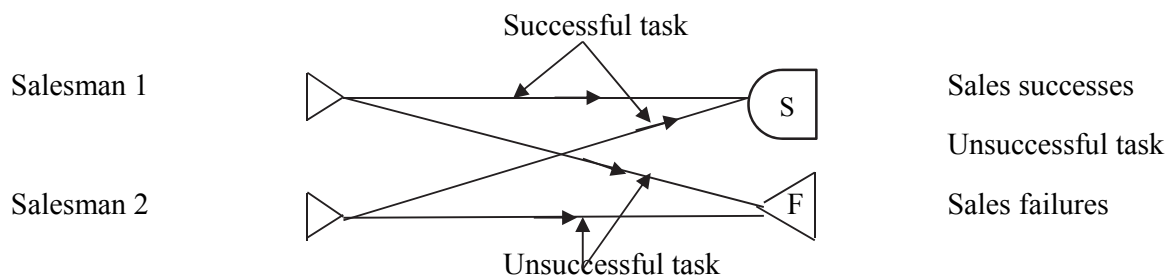 Successful task
Salesman 1
Sales successes
S
Unsuccessful task
Salesman 2
F
Sales failures
Unsuccessful task